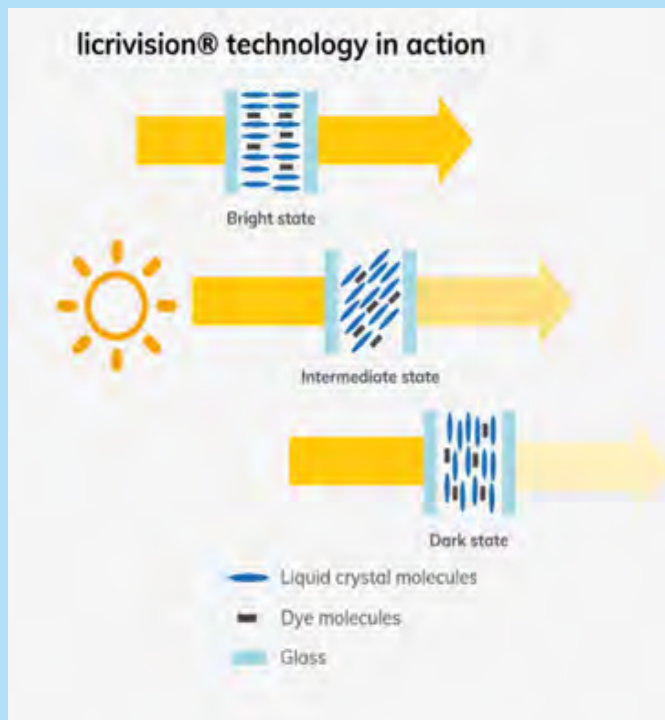 licrivision® technology in action
Bright state
Intermediate state
Dark state
Liquid crystal molecules
Dye molecules
Glass